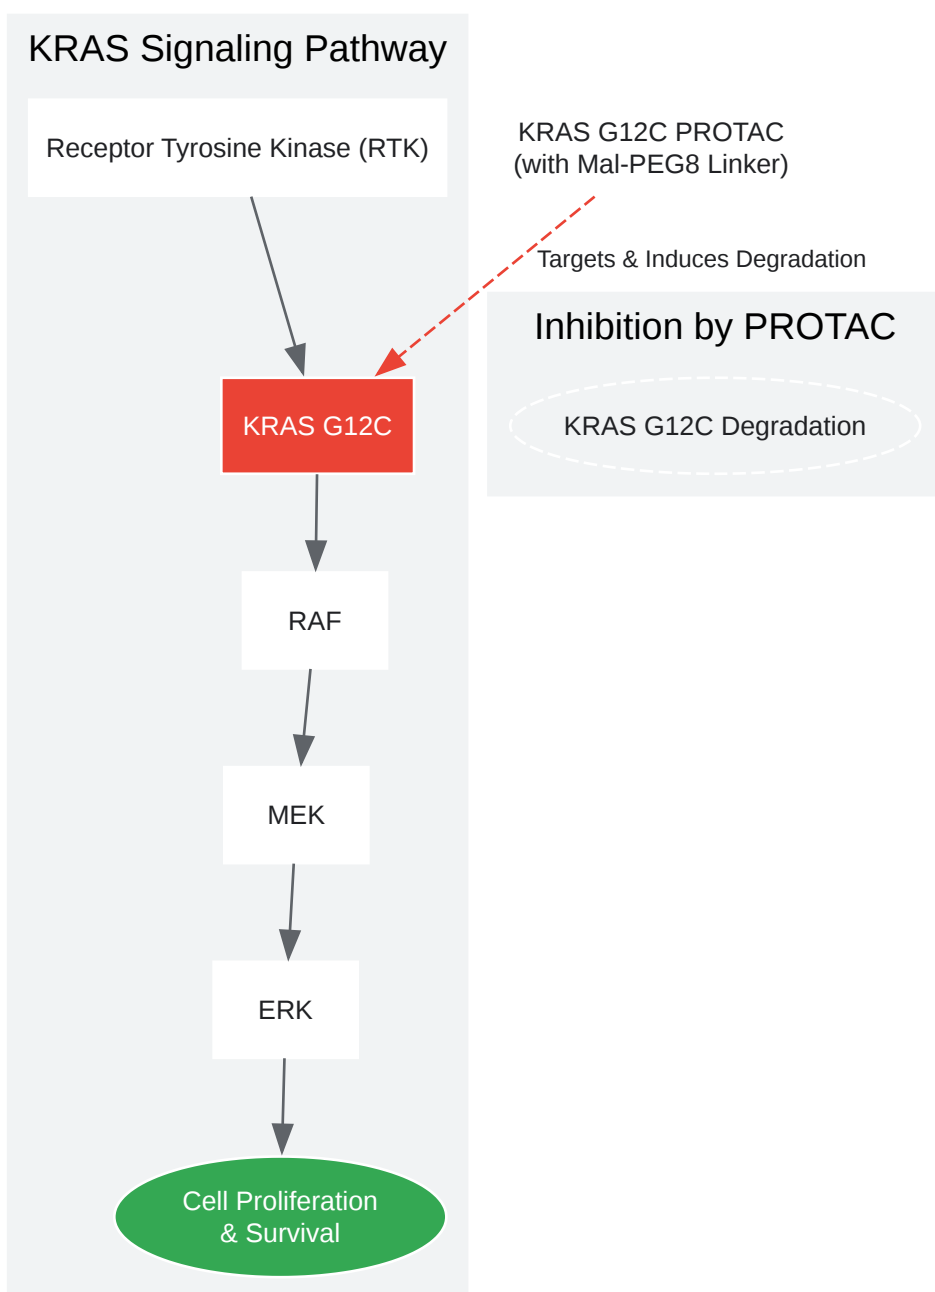 KRAS Signaling Pathway
Receptor Tyrosine Kinase (RTK)
KRAS G12C PROTAC
(with Mal-PEG8 Linker)
Targets & Induces Degradation
Inhibition by PROTAC
KRAS G12C
KRAS G12C Degradation
RAF
MEK
ERK
Cell Proliferation
& Survival